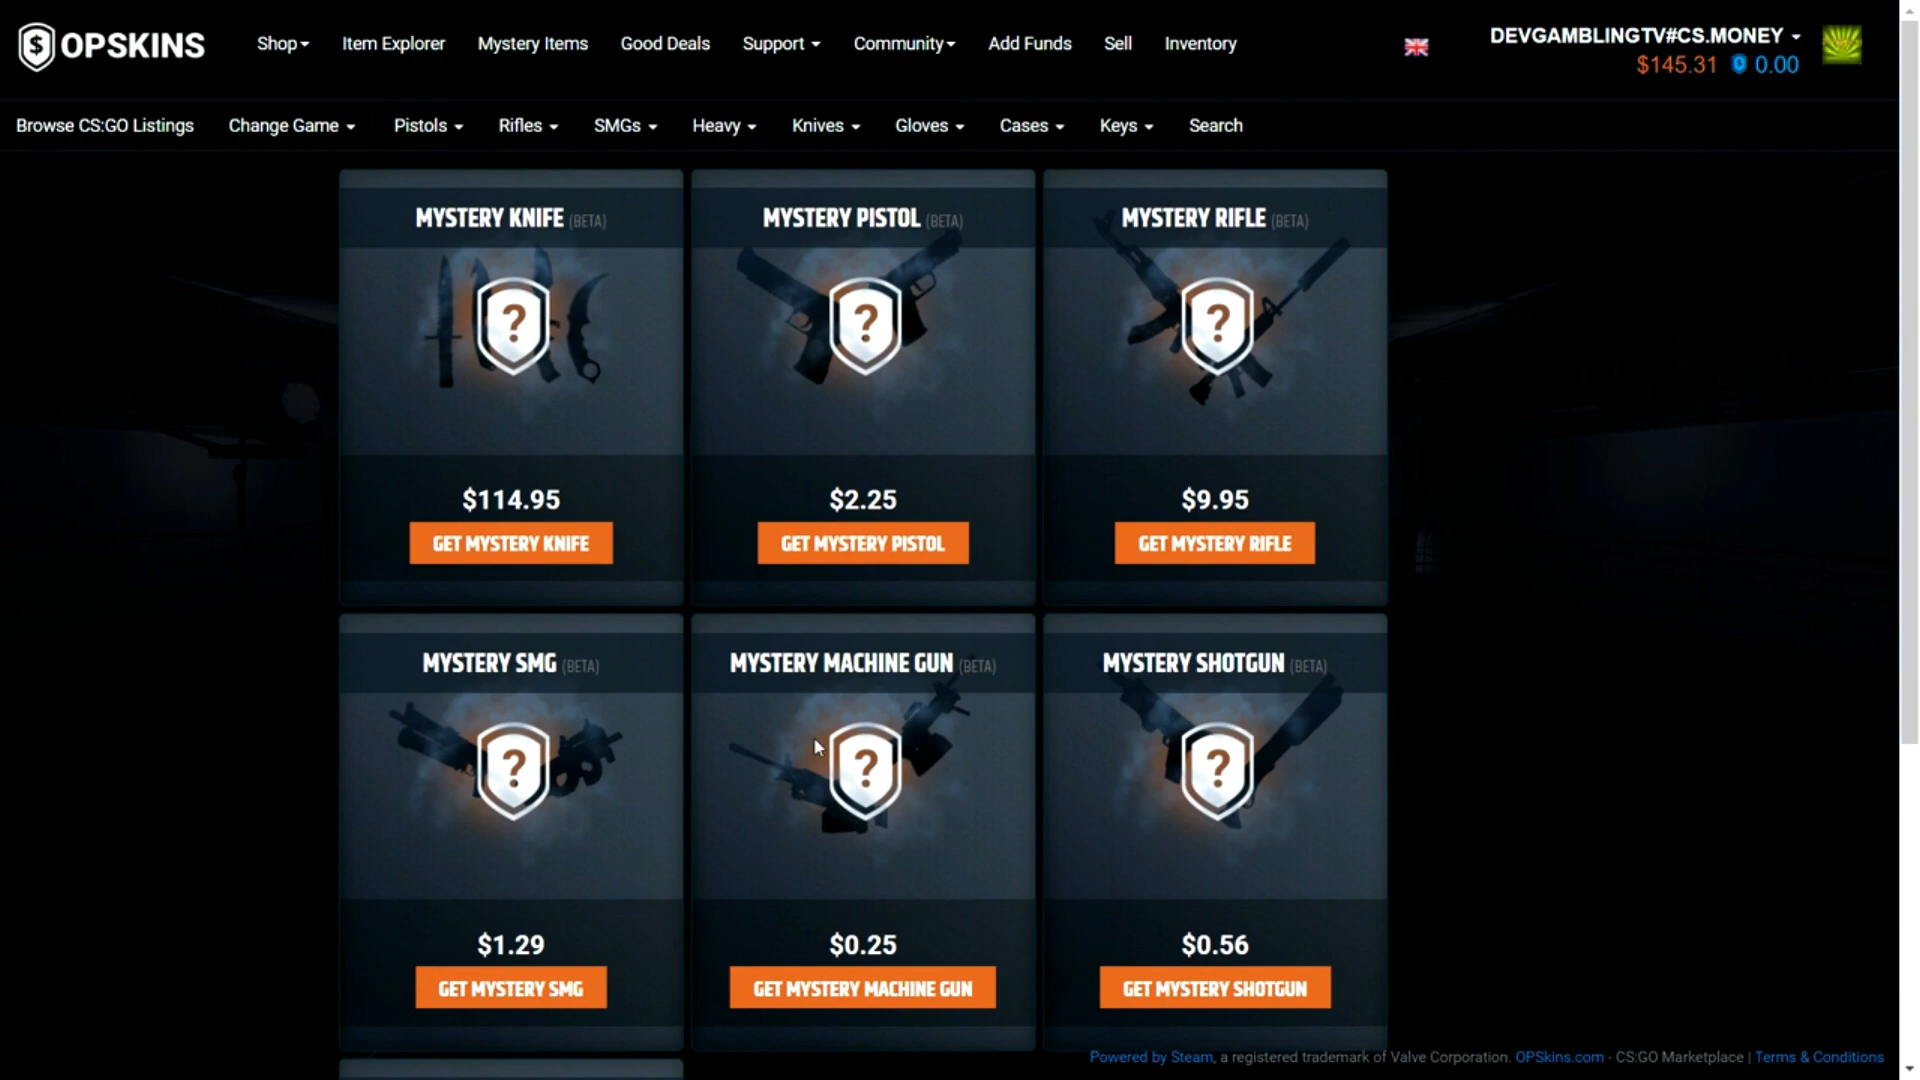 OPSKINS
Shop Item Explorer Mystery Items Good Deals Support Community Add Funds Sell Inventory
DEVGAMBLINGTV#CS.MONEY
$145.31 0.00
Browse CS:GO Listings Change Game Pistols Rifles SMGs Heavy Knives Gloves Cases Keys Search
MYSTERY KNIFE (BETA) MYSTERY PISTOL (BETA) MYSTERY RIFLE (BETA)
? ? ?
$114.95 $2.25 $9.95
GET MYSTERY KNIFE GET MYSTERY PISTOL GET MYSTERY RIFLE
MYSTERY SMG (BETA) MYSTERY MACHINE GUN (BETA) MYSTERY SHOTGUN (BETA)
? ? ?
$1.29 $0.25 $0.56
GET MYSTERY SMG GET MYSTERY MACHINE GUN GET MYSTERY SHOTGUN
Powered by Steam, a registered trademark of Valve Corporation. OPSkins.com - CS:GO Marketplace | Terms & Conditions